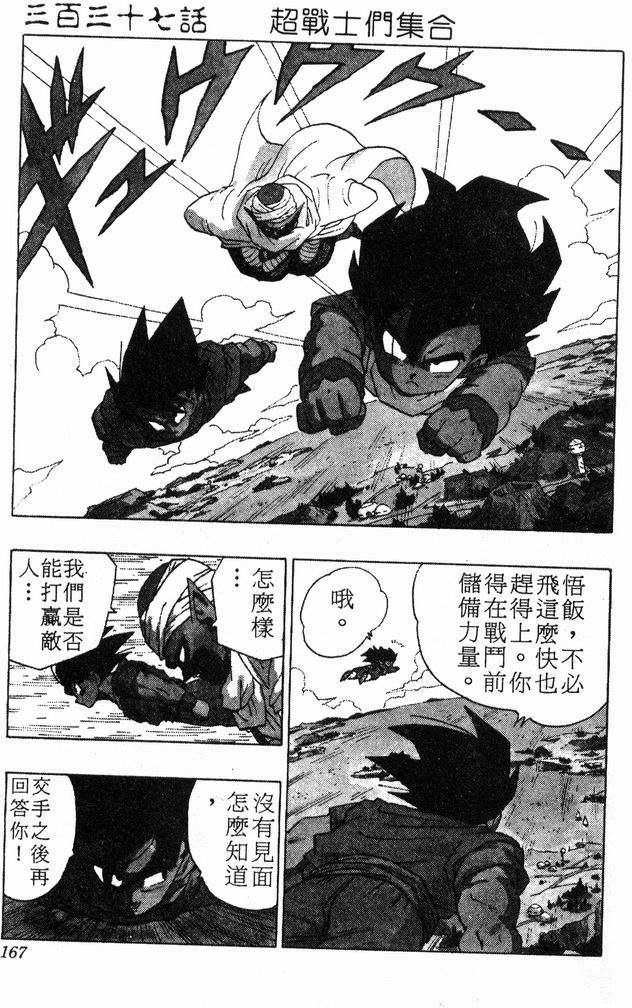 三百三十七話
超戰士們集合
悟飯，不必
飛這麼快也
趕得上。你
得在戰鬥前
儲備力量。
哦。
怎麼樣
…
我們是否
能打贏敵
人…
沒有見面
，
怎麼知道
交手之後再
回答你！
167